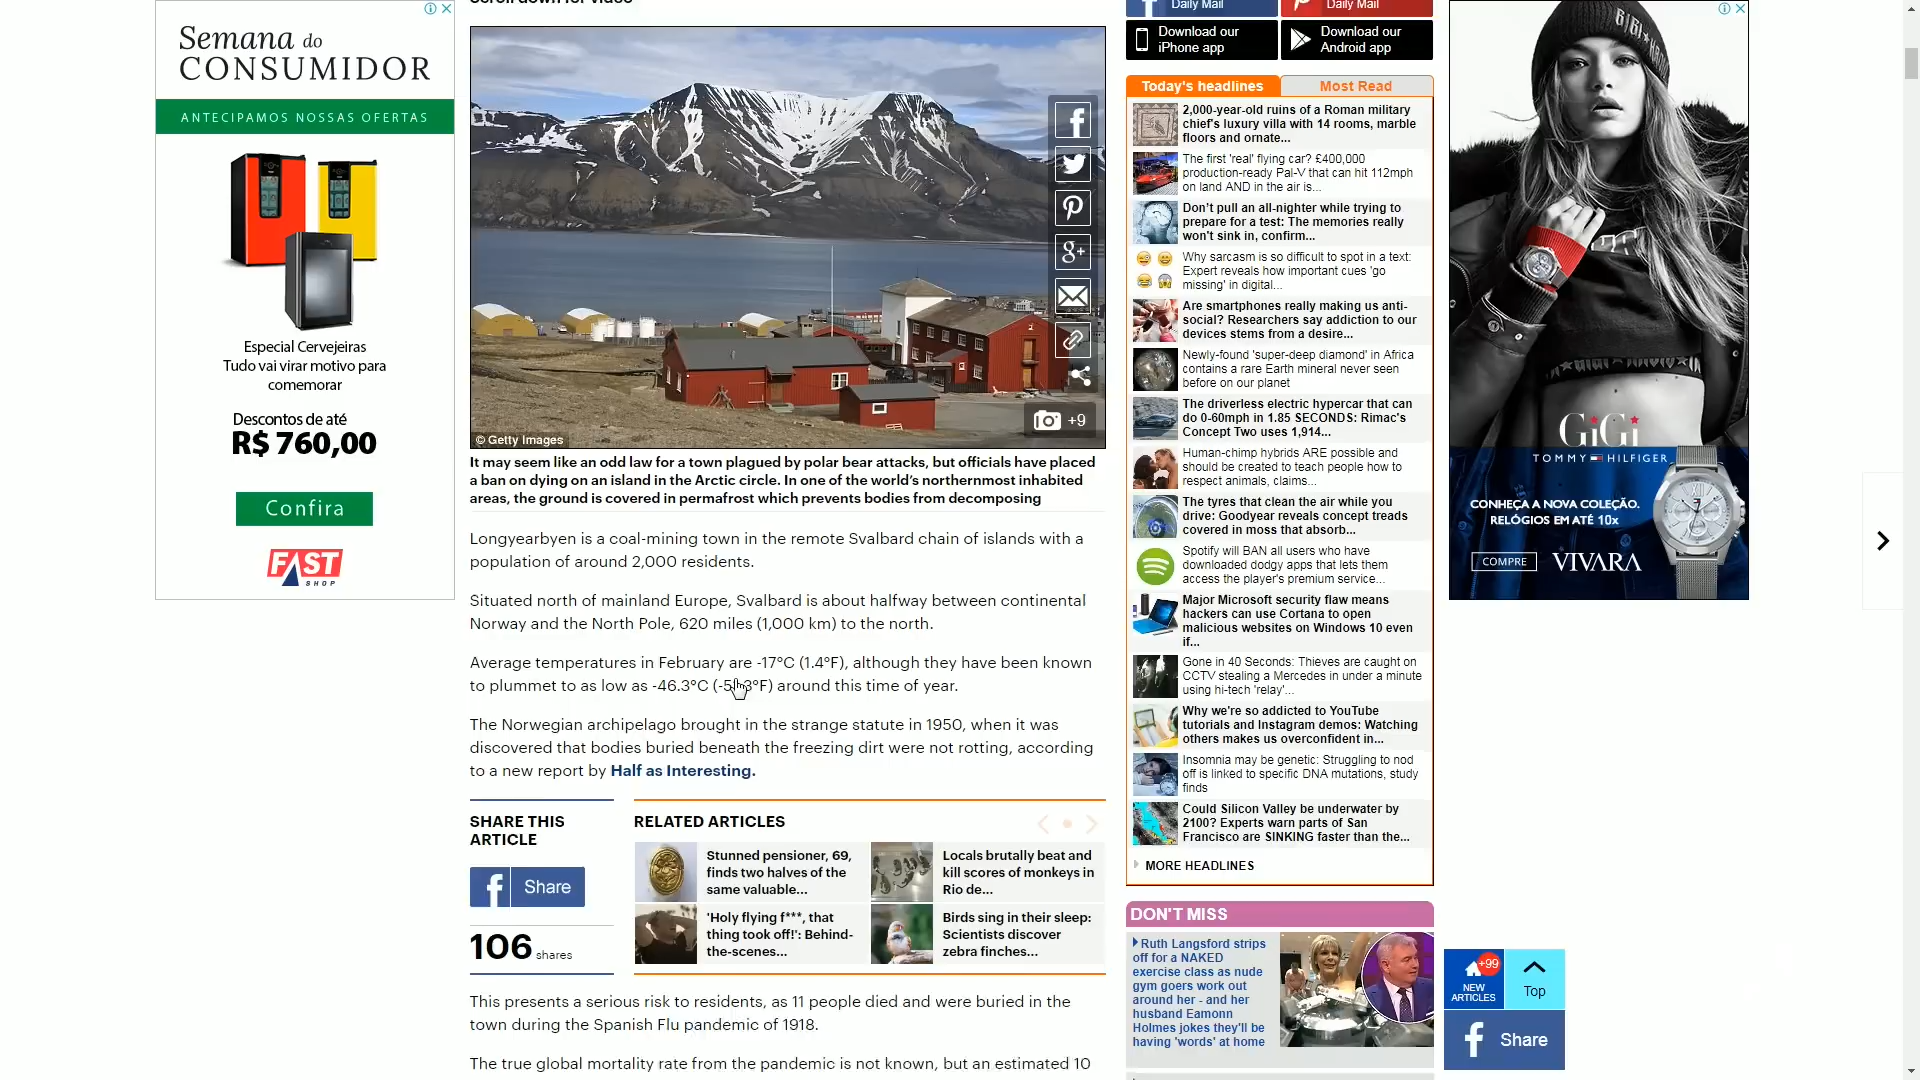 Semana do
CONSUMIDOR
ANTECIPAMOS NOSSAS OFERTAS
Especial Cervejeiras
Tudo vai virar motivo para
comemorar
Descontos de até
R$ 760,00
Confira
FAST
SHOP
Scroll down for video
+9
© Getty Images
It may seem like an odd law for a town plagued by polar bear attacks, but officials have placed
a ban on dying on an island in the Arctic circle. In one of the world's northernmost inhabited
areas, the ground is covered in permafrost which prevents bodies from decomposing
Longyearbyen is a coal-mining town in the remote Svalbard chain of islands with a
population of around 2,000 residents.
Situated north of mainland Europe, Svalbard is about halfway between continental
Norway and the North Pole, 620 miles (1,000 km) to the north.
Average temperatures in February are -17°C (1.4°F), although they have been known
to plummet to as low as -46.3°C around this time of year.
The Norwegian archipelago brought in the strange statute in 1950, when it was
discovered that bodies buried beneath the freezing dirt were not rotting, according
to a new report by Half as Interesting.
SHARE THIS
ARTICLE
Share
106 shares
RELATED ARTICLES
Stunned pensioner, 69,
finds two halves of the
same valuable...
Locals brutally beat and
kill scores of monkeys in
Rio de...
'Holy flying f***, that
thing took off!': Behind-
the-scenes...
Birds sing in their sleep:
Scientists discover
zebra finches...
This presents a serious risk to residents, as 11 people died and were buried in the
town during the Spanish Flu pandemic of 1918.
The true global mortality rate from the pandemic is not known, but an estimated 10
Daily Mail
Daily Mail
Download our
iPhone app
Download our
Android app
Today's headlines
Most Read
2,000-year-old ruins of a Roman military
chief's luxury villa with 14 rooms, marble
floors and ornate...
The first 'real' flying car? £400,000
production-ready Pal-V that can hit 112mph
on land AND in the air is...
Don't pull an all-nighter while trying to
prepare for a test: The memories really
won't sink in, confirm...
Why sarcasm is so difficult to spot in a text:
Expert reveals how important cues 'go
missing' in digital...
Are smartphones really making us anti-
social? Researchers say addiction to our
devices stems from a desire...
Newly-found 'super-deep diamond' in Africa
contains a rare Earth mineral never seen
before on our planet
The driverless electric hypercar that can
do 0-60mph in 1.85 SECONDS: Rimac's
Concept Two uses 1,914...
Human-chimp hybrids ARE possible and
should be created to teach people how to
respect animals, claims...
The tyres that clean the air while you
drive: Goodyear reveals concept treads
covered in moss that absorb...
Spotify will BAN all users who have
downloaded dodgy apps that lets them
access the player's premium service...
Major Microsoft security flaw means
hackers can use Cortana to open
malicious websites on Windows 10 even
if...
Gone in 40 Seconds: Thieves are caught on
CCTV stealing a Mercedes in under a minute
using hi-tech 'relay'...
Why we're so addicted to YouTube
tutorials and Instagram demos: Watching
others makes us overconfident in...
Insomnia may be genetic: Struggling to nod
off is linked to specific DNA mutations, study
finds
Could Silicon Valley be underwater by
2100? Experts warn parts of San
Francisco are SINKING faster than the...
MORE HEADLINES
DON'T MISS
Ruth Langsford strips
off for a NAKED
exercise class as nude
gym goers work out
around her - and her
husband Eamonn
Holmes jokes they'll be
having 'words' at home
GIGI
GIGI
TOMMY HILFIGER
CONHEÇA A NOVA COLEÇÃO.
RELÓGIOS EM ATÉ 10x
COMPRE
VIVARA
+99
NEW
ARTICLES
Top
Share